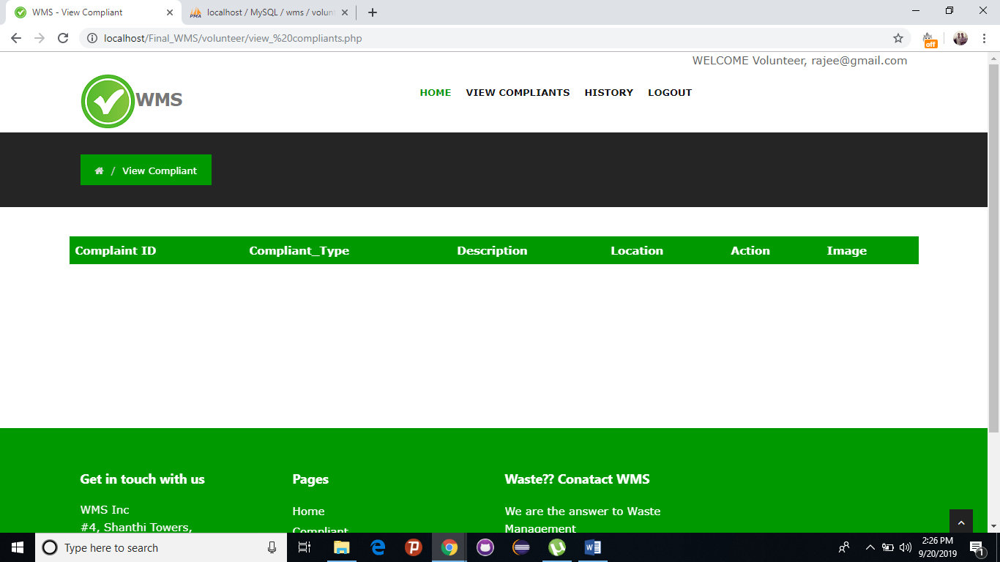 WMS - View Compliant
localhost / MySQL / wms / volunt
localhost/Final_WMS/volunteer/view_%20compliants.php
off
WELCOME Volunteer, rajee@gmail.com
WMS
HOME VIEW COMPLIANTS HISTORY LOGOUT
/ View Compliant
Complaint ID Compliant_Type Description Location Action Image
Get in touch with us
WMS Inc
#4, Shanthi Towers,
Pages
Home
Compliant
Waste?? Conatact WMS
We are the answer to Waste
Management
Type here to search
2:26 PM
9/20/2019
1